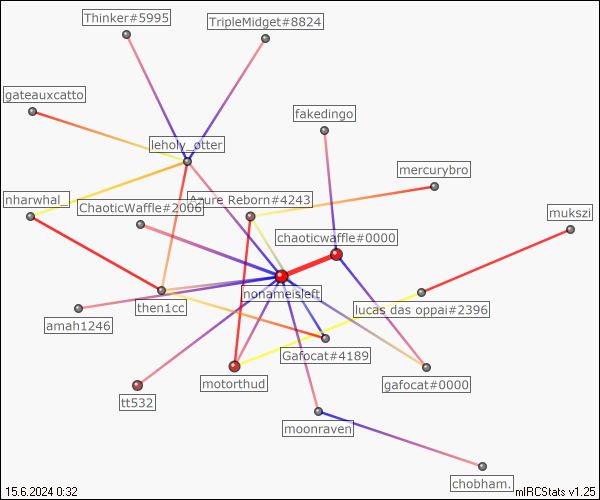 Thinker#5995
TripleMidget#8824
gateauxcatto
fakedingo
leholy_otter
mercurybro
nharwhal_
Azure Reborn#4243
ChaoticWaffle#2006
mukszi
chaoticwaffle#0000
nonameisleft
then1cc
lucas das oppai#2396
amah1246
Gafocat#4189
motorthud
gafocat#0000
tt532
moonraven
chobham.
15.6.2024 0:32
mIRCStats v1.25